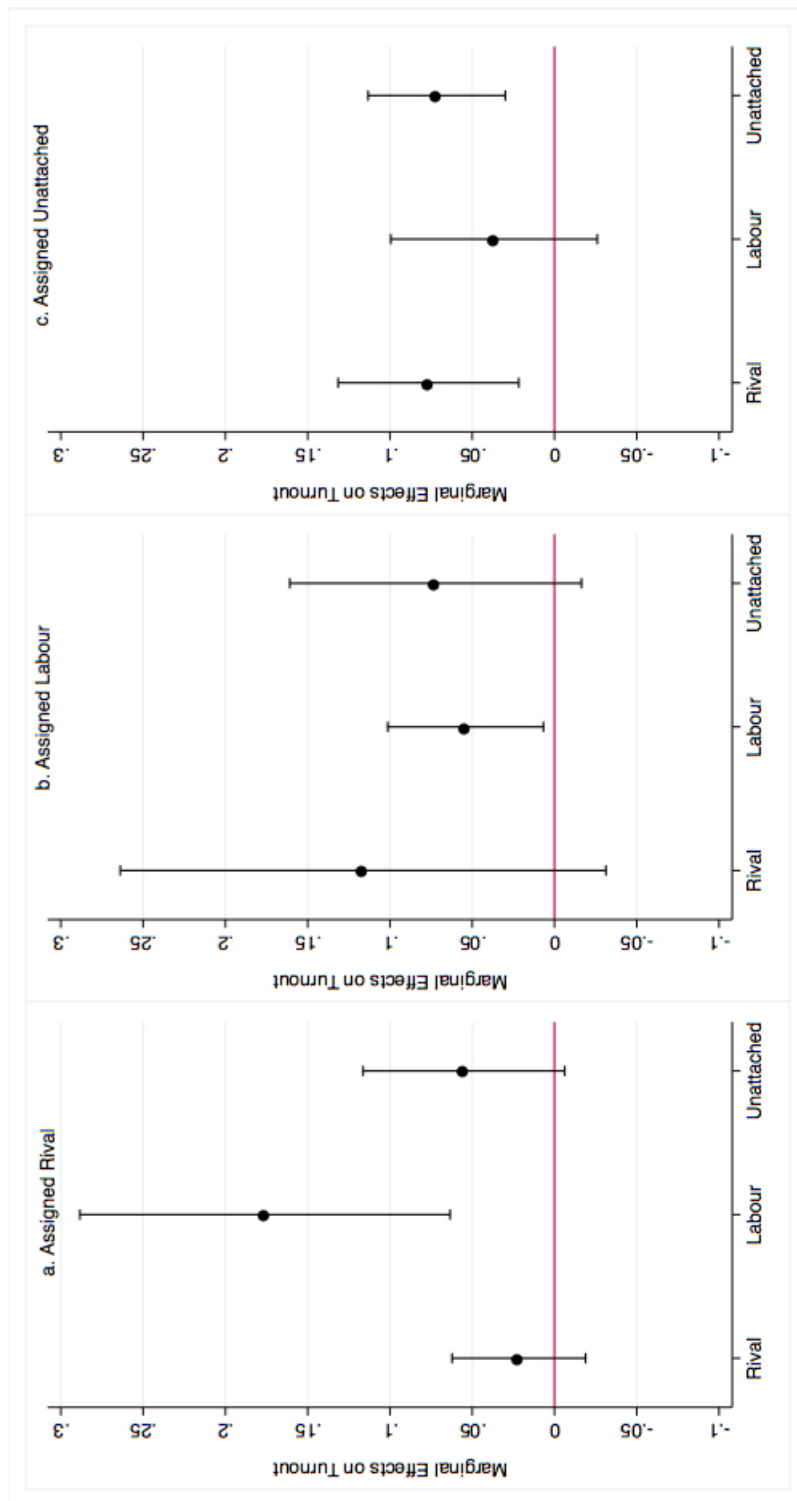 a. Assigned Rival
Marginal Effects on Turnout
.3
.25
.2
.15
.1
.05
0
-.05
-.1
Rival
Labour
Unattached
b. Assigned Labour
Marginal Effects on Turnout
.3
.25
.2
.15
.1
.05
0
-.05
-.1
Rival
Labour
Unattached
c. Assigned Unattached
Marginal Effects on Turnout
.3
.25
.2
.15
.1
.05
0
-.05
-.1
Rival
Labour
Unattached